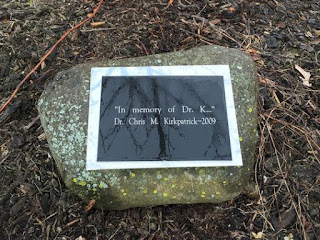 "In memory of Dr. K..."
Dr. Chris M. Kirkpatrick~2009